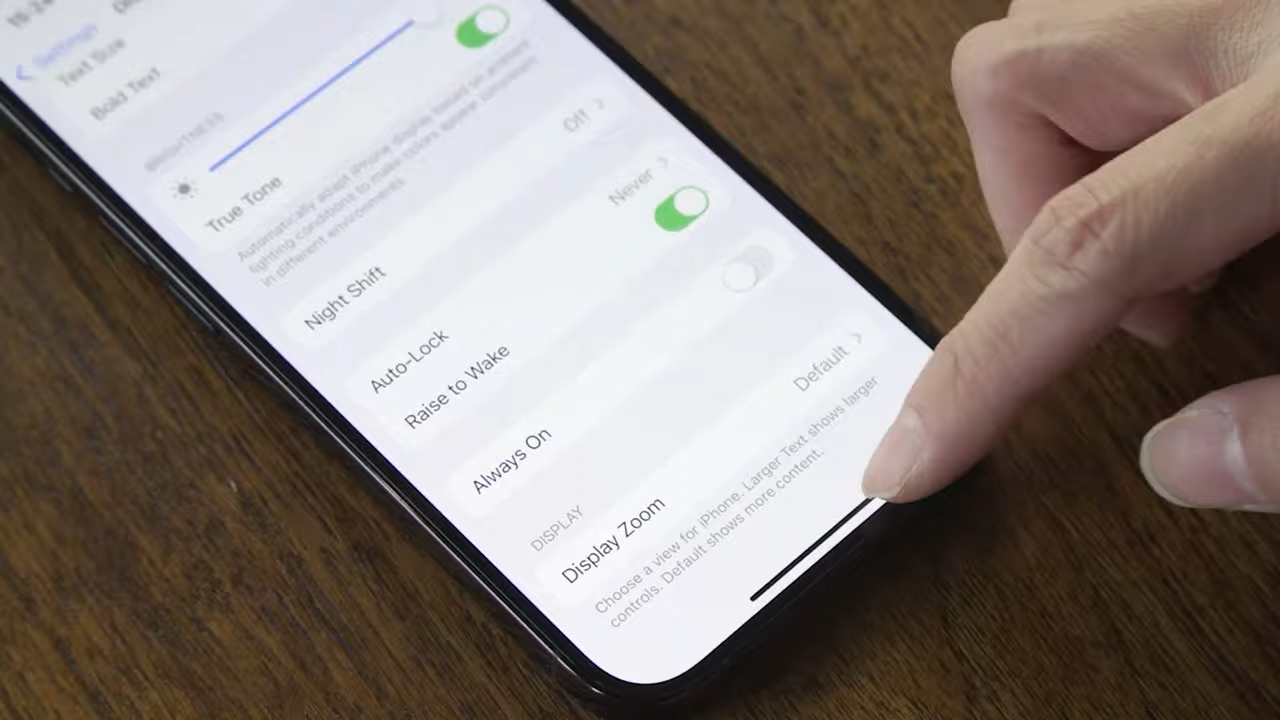 Settings
Text Size
Bold Text
BRIGHTNESS
True Tone
Automatically adapt iPhone display based on ambient
lighting conditions to make colors appear consistent
in different environments.
Night Shift
Off
Auto-Lock
Never
Raise to Wake
Always On
DISPLAY
Display Zoom
Default
Choose a view for iPhone. Larger Text shows larger
controls. Default shows more content.